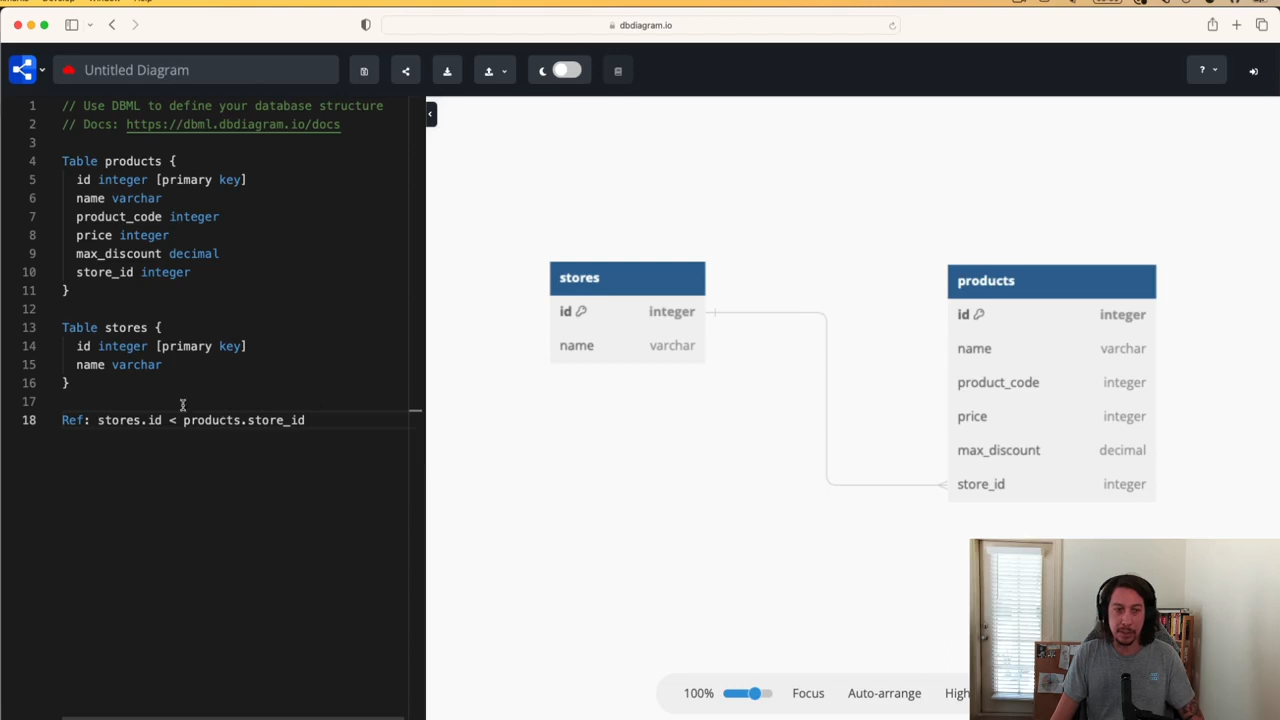 dbdiagram.io
Untitled Diagram
?
1 // Use DBML to define your database structure
2 // Docs: https://dbml.dbdiagram.io/docs
3
4 Table products {
5 id integer [primary key]
6 name varchar
7 product_code integer
8 price integer
9 max_discount decimal
10 store_id integer
11 }
12
13 Table stores {
14 id integer [primary key]
15 name varchar
16 }
17
18 Ref: stores.id < products.store_id
stores
id integer
name varchar
products
id integer
name varchar
product_code integer
price integer
max_discount decimal
store_id integer
100% Focus Auto-arrange High